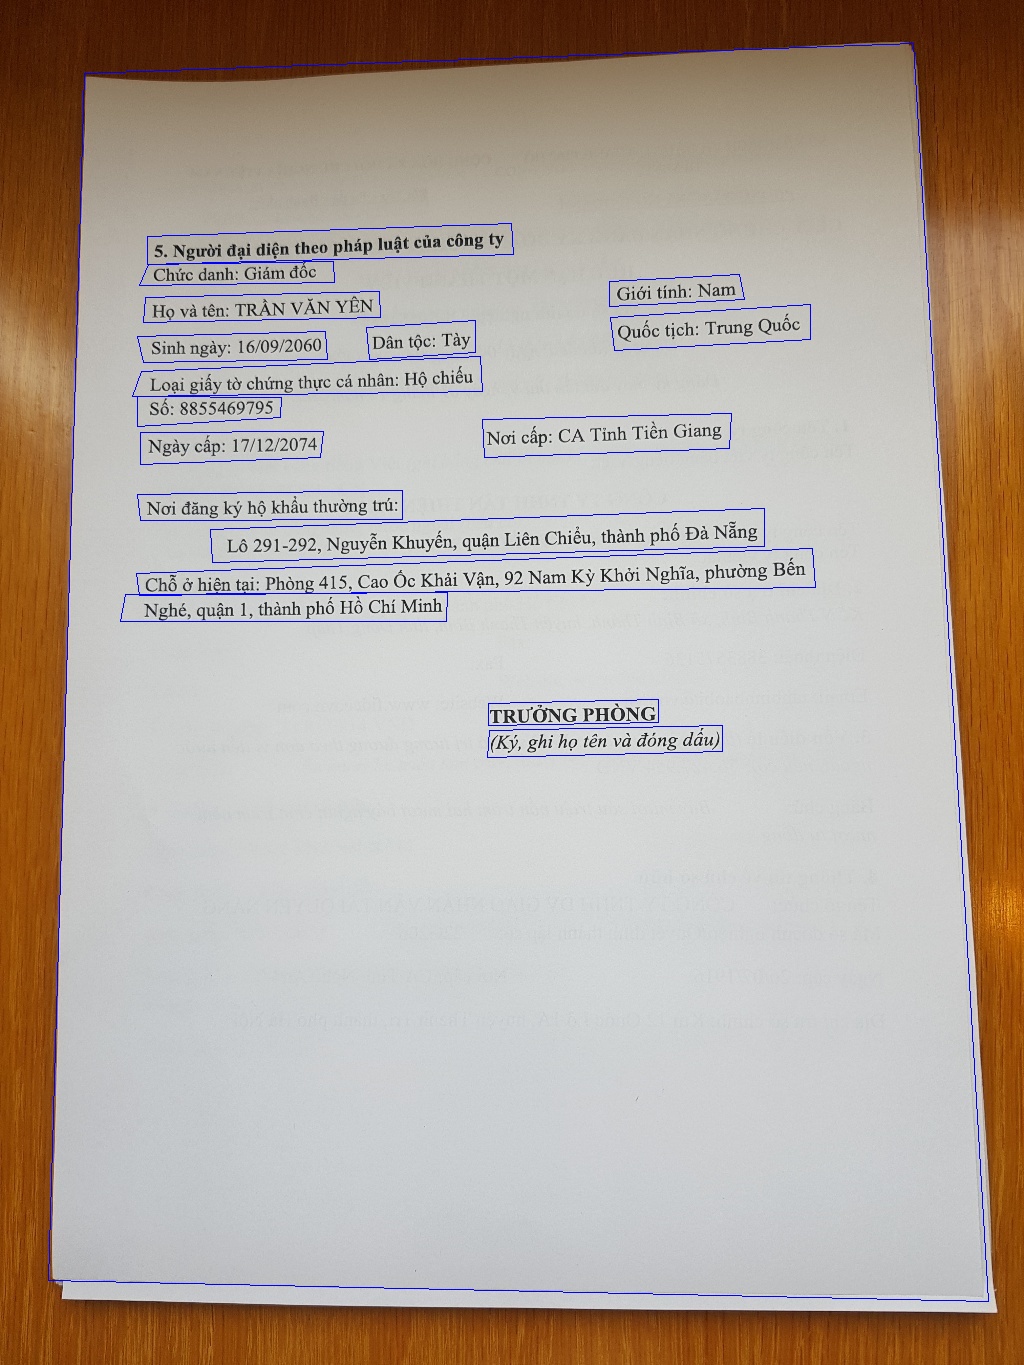 5. Người đại diện theo pháp luật của công ty
Chức danh: Giám đốc
Họ và tên: TRẦN VĂN YÊN Giới tính: Nam
Sinh ngày: 16/09/2060 Dân tộc: Tày Quốc tịch: Trung Quốc
Loại giấy tờ chứng thực cá nhân: Hộ chiếu
Số: 8855469795
Ngày cấp: 17/12/2074 Nơi cấp: CA Tỉnh Tiền Giang
Nơi đăng ký hộ khẩu thường trú:
Lô 291-292, Nguyễn Khuyến, quận Liên Chiểu, thành phố Đà Nẵng
Chỗ ở hiện tại: Phòng 415, Cao Ốc Khải Vận, 92 Nam Kỳ Khởi Nghĩa, phường Bến
Nghé, quận 1, thành phố Hồ Chí Minh
TRƯỞNG PHÒNG
(Ký, ghi họ tên và đóng dấu)